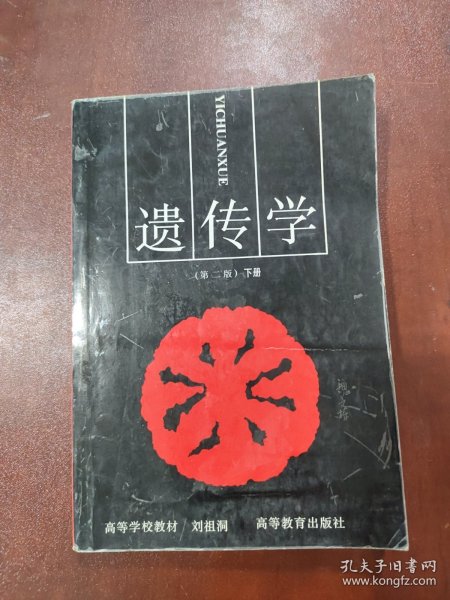 YICHUANXUE
遗传学
(第二版) 下册
高等学校教材 刘祖洞 高等教育出版社
孔夫子旧书网
www.kongfz.com